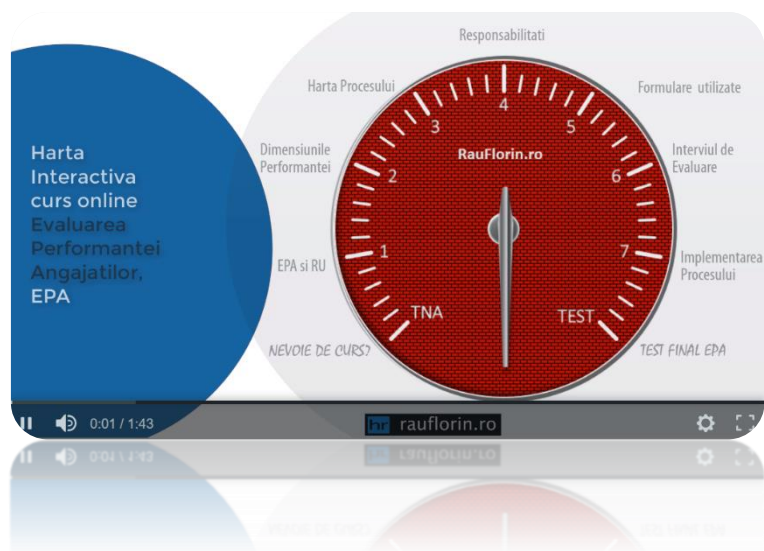 Harta
Interactiva
curs online
Evaluarea
Performantei
Angajatilor,
EPA
Responsabilitati
Harta Procesului
Formulare utilizate
Dimensiunile
Performantei
Interviul de
Evaluare
EPA si RU
Implementarea
Procesului
NEVOIE DE CURS?
TEST FINAL EPA
RauFlorin.ro
TNA
1
2
3
4
5
6
7
TEST
0:01 / 1:43
hr rauflorin.ro